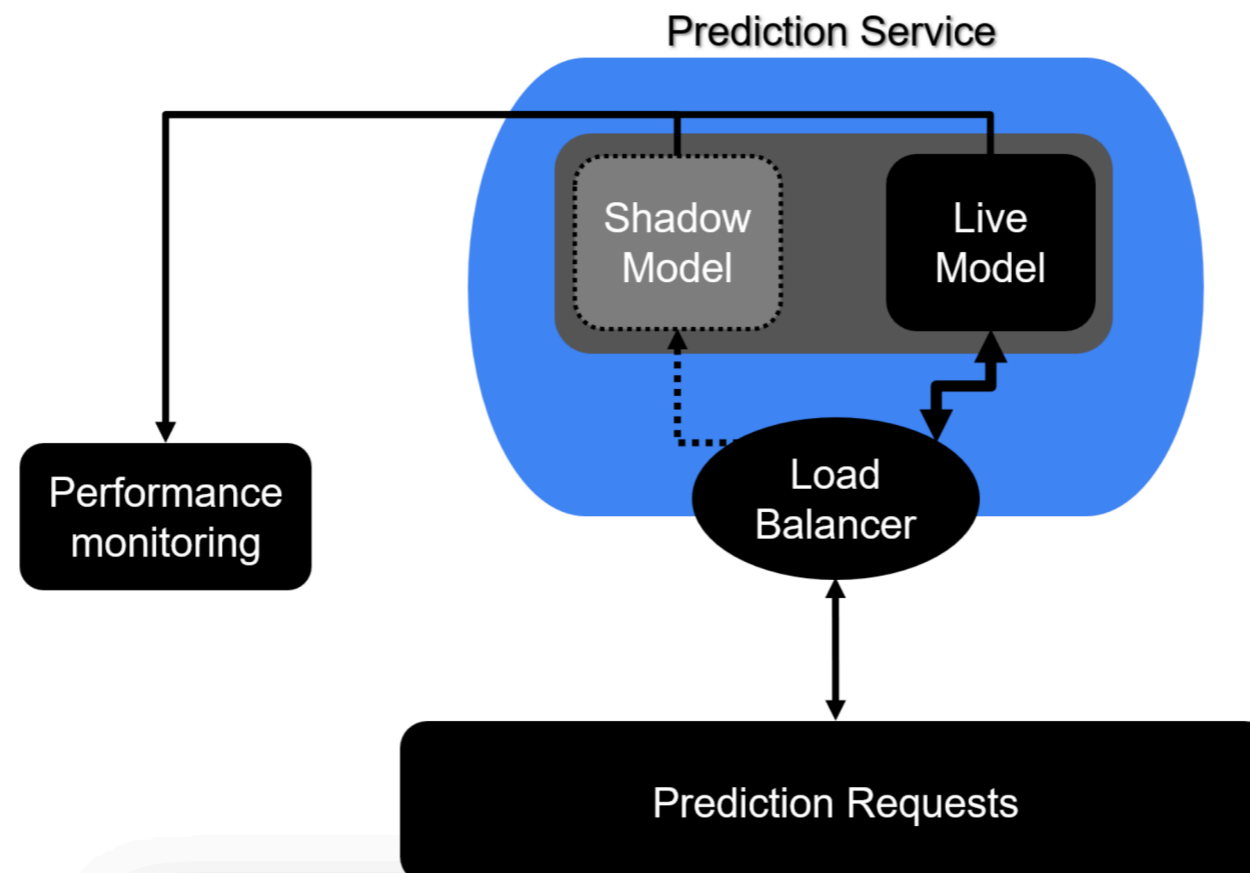 Prediction Service
Shadow
Model
Live
Model
Performance
monitoring
Load
Balancer
Prediction Requests